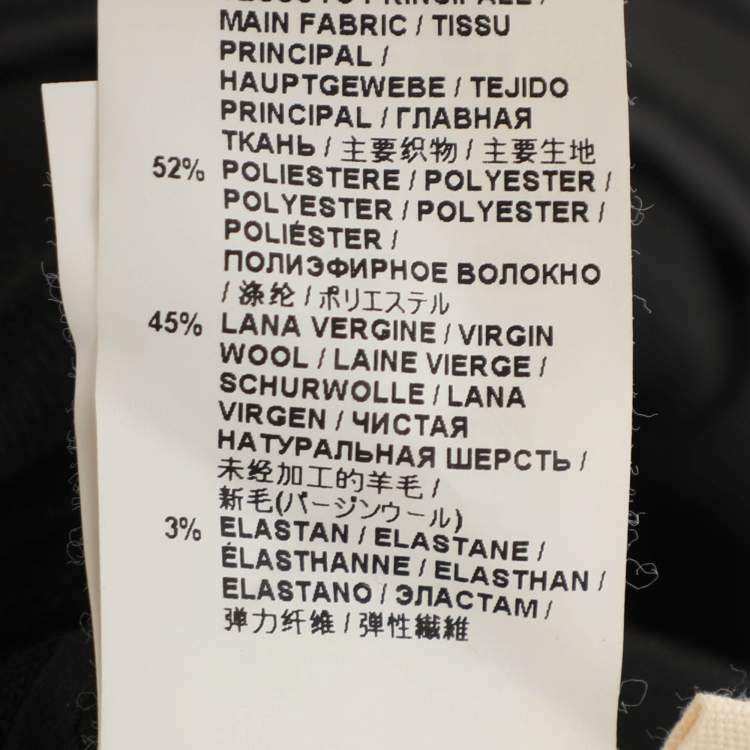 MAIN FABRIC / TISSU
PRINCIPAL /
HAUPTGEWEBE / TEJIDO
PRINCIPAL / ГЛАВНАЯ
ТКАНЬ / 主要织物 / 主要生地
52% POLIESTERE / POLYESTER /
POLYESTER / POLYESTER /
POLIÉSTER /
ПОЛИЭФИРНОЕ ВОЛОКНО
/ 涤纶 / ポリエステル
45% LANA VERGINE / VIRGIN
WOOL / LAINE VIERGE /
SCHURWOLLE / LANA
VIRGEN / ЧИСТАЯ
НАТУРАЛЬНАЯ ШЕРСТЬ /
未经加工的羊毛 /
新毛(バージンウール)
3% ELASTAN / ELASTANE /
ÉLASTHANNE / ELASTHAN /
ELASTANO / ЭЛАСТАМ /
弹力纤维 / 弾性繊維